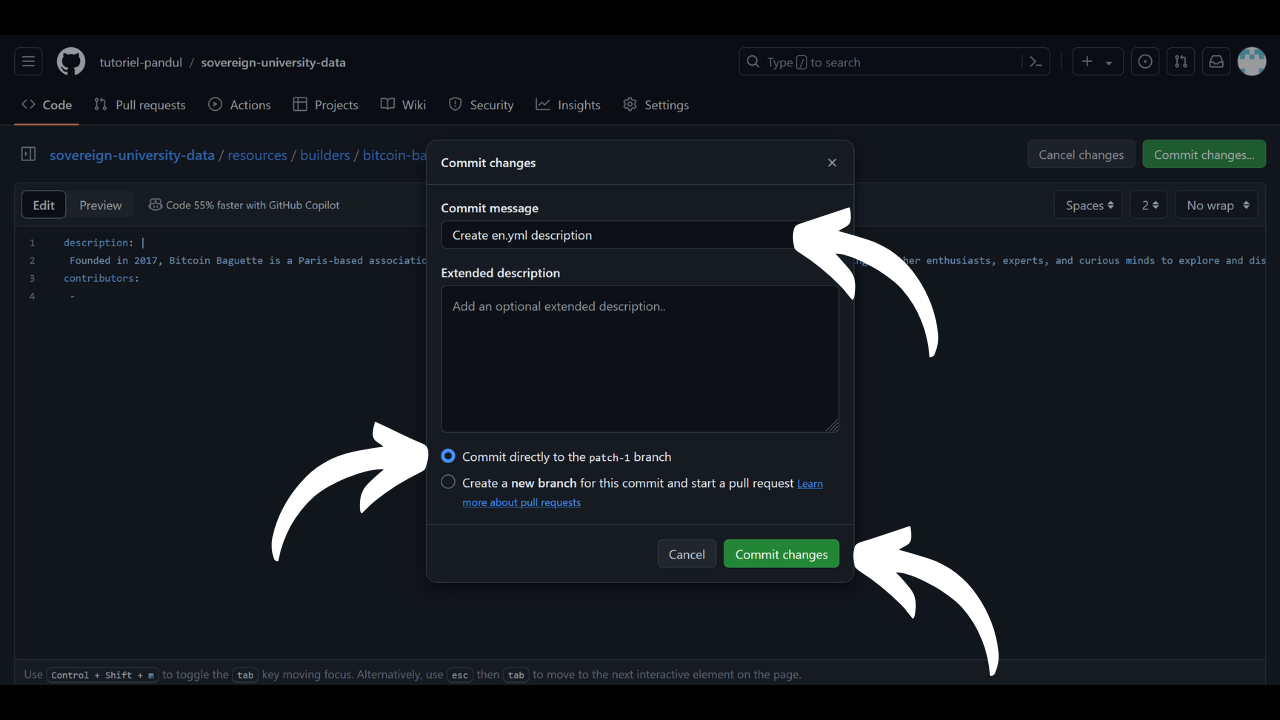 tutoriel-pandul / sovereign-university-data
Type / to search
Code Pull requests Actions Projects Wiki Security Insights Settings
sovereign-university-data / resources / builders / bitcoin-ba
Cancel changes Commit changes...
Edit Preview Code 55% faster with GitHub Copilot
Spaces 2 No wrap
1 description: |
2 Founded in 2017, Bitcoin Baguette is a Paris-based associatio her enthusiasts, experts, and curious minds to explore and dis
3 contributors:
4 -
Commit changes
Commit message
Create en.yml description
Extended description
Add an optional extended description..
Commit directly to the patch-1 branch
Create a new branch for this commit and start a pull request Learn
more about pull requests
Cancel Commit changes
Use Control + Shift + m to toggle the tab key moving focus. Alternatively, use esc then tab to move to the next interactive element on the page.